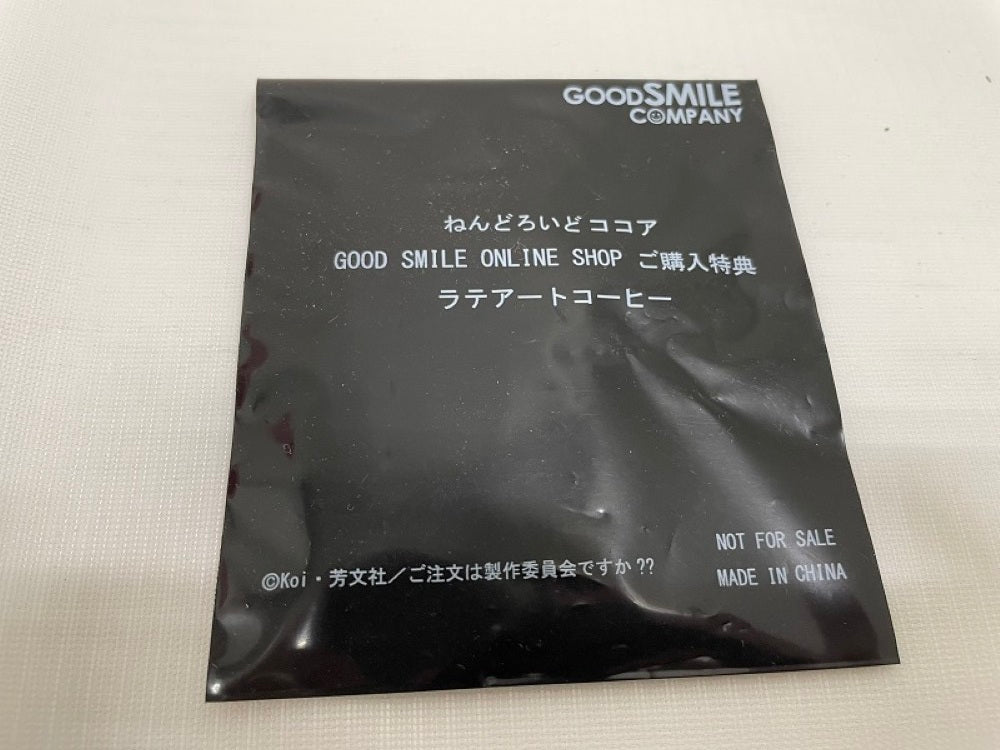 GOODSMILE
COMPANY
ねんどろいどココア
GOOD SMILE ONLINE SHOP ご購入特典
ラテアートコーヒー
©Koi・芳文社／ご注文は製作委員会ですか??
NOT FOR SALE
MADE IN CHINA